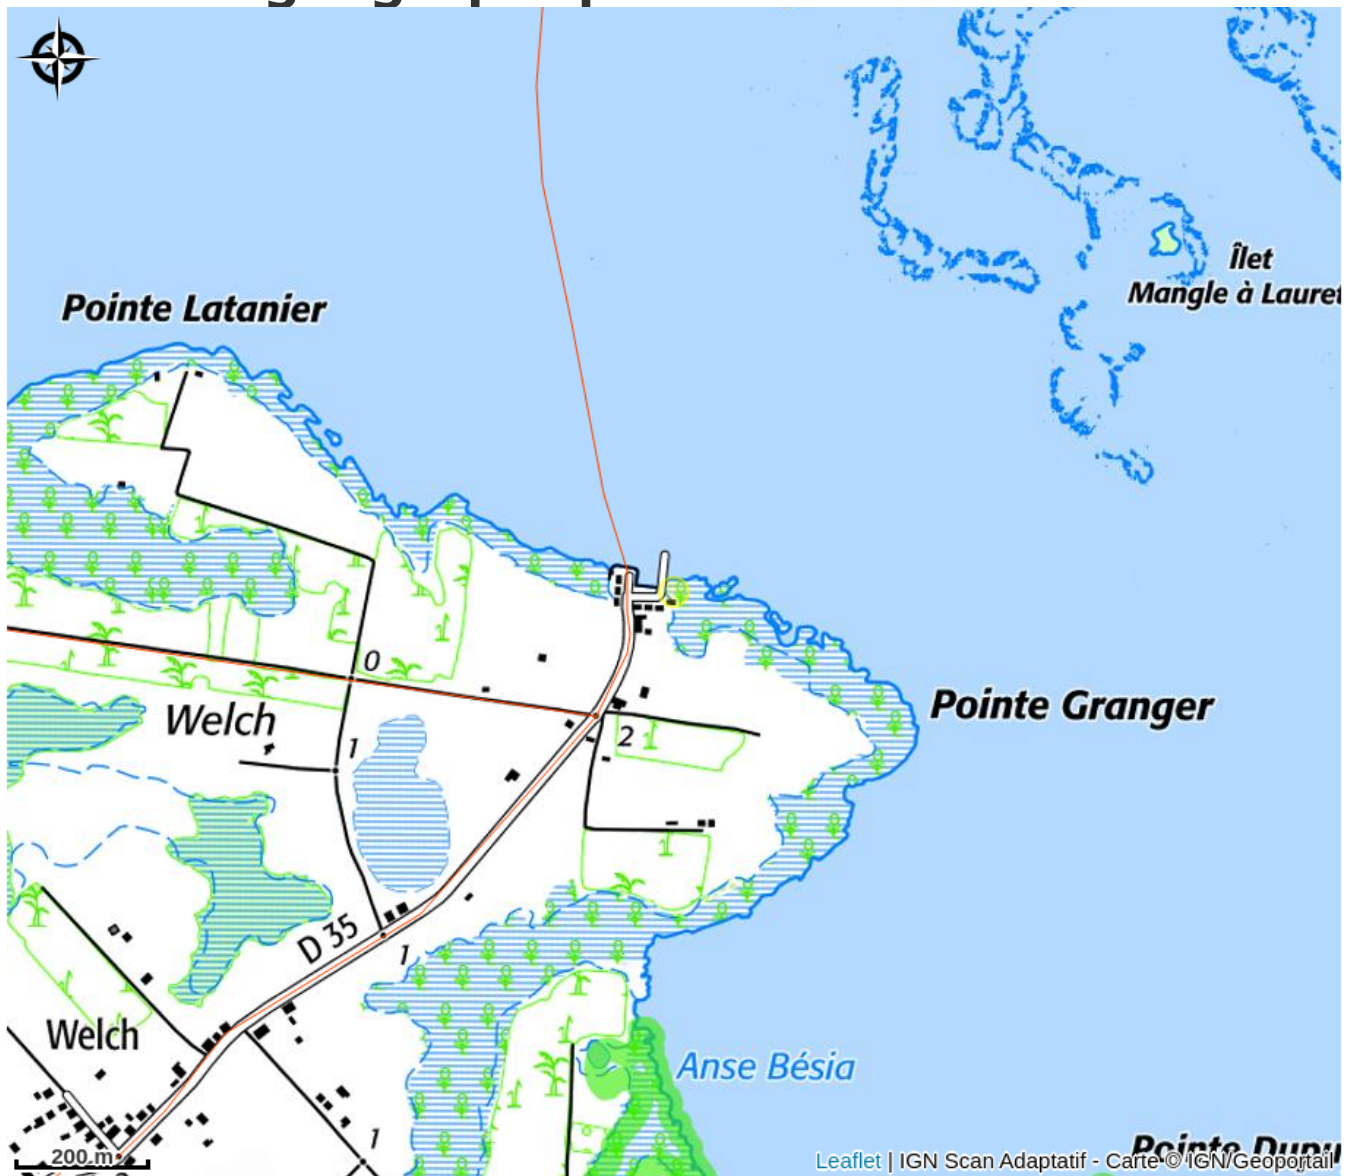 Îlet
Mangle à Lauret
Pointe Latanier
0
Welch
Pointe Granger
2
1
D 35
1
Welch
Anse Bésia
1
200 m
Leaflet | IGN Scan Adaptatif - Carte © IGN/Geoportail